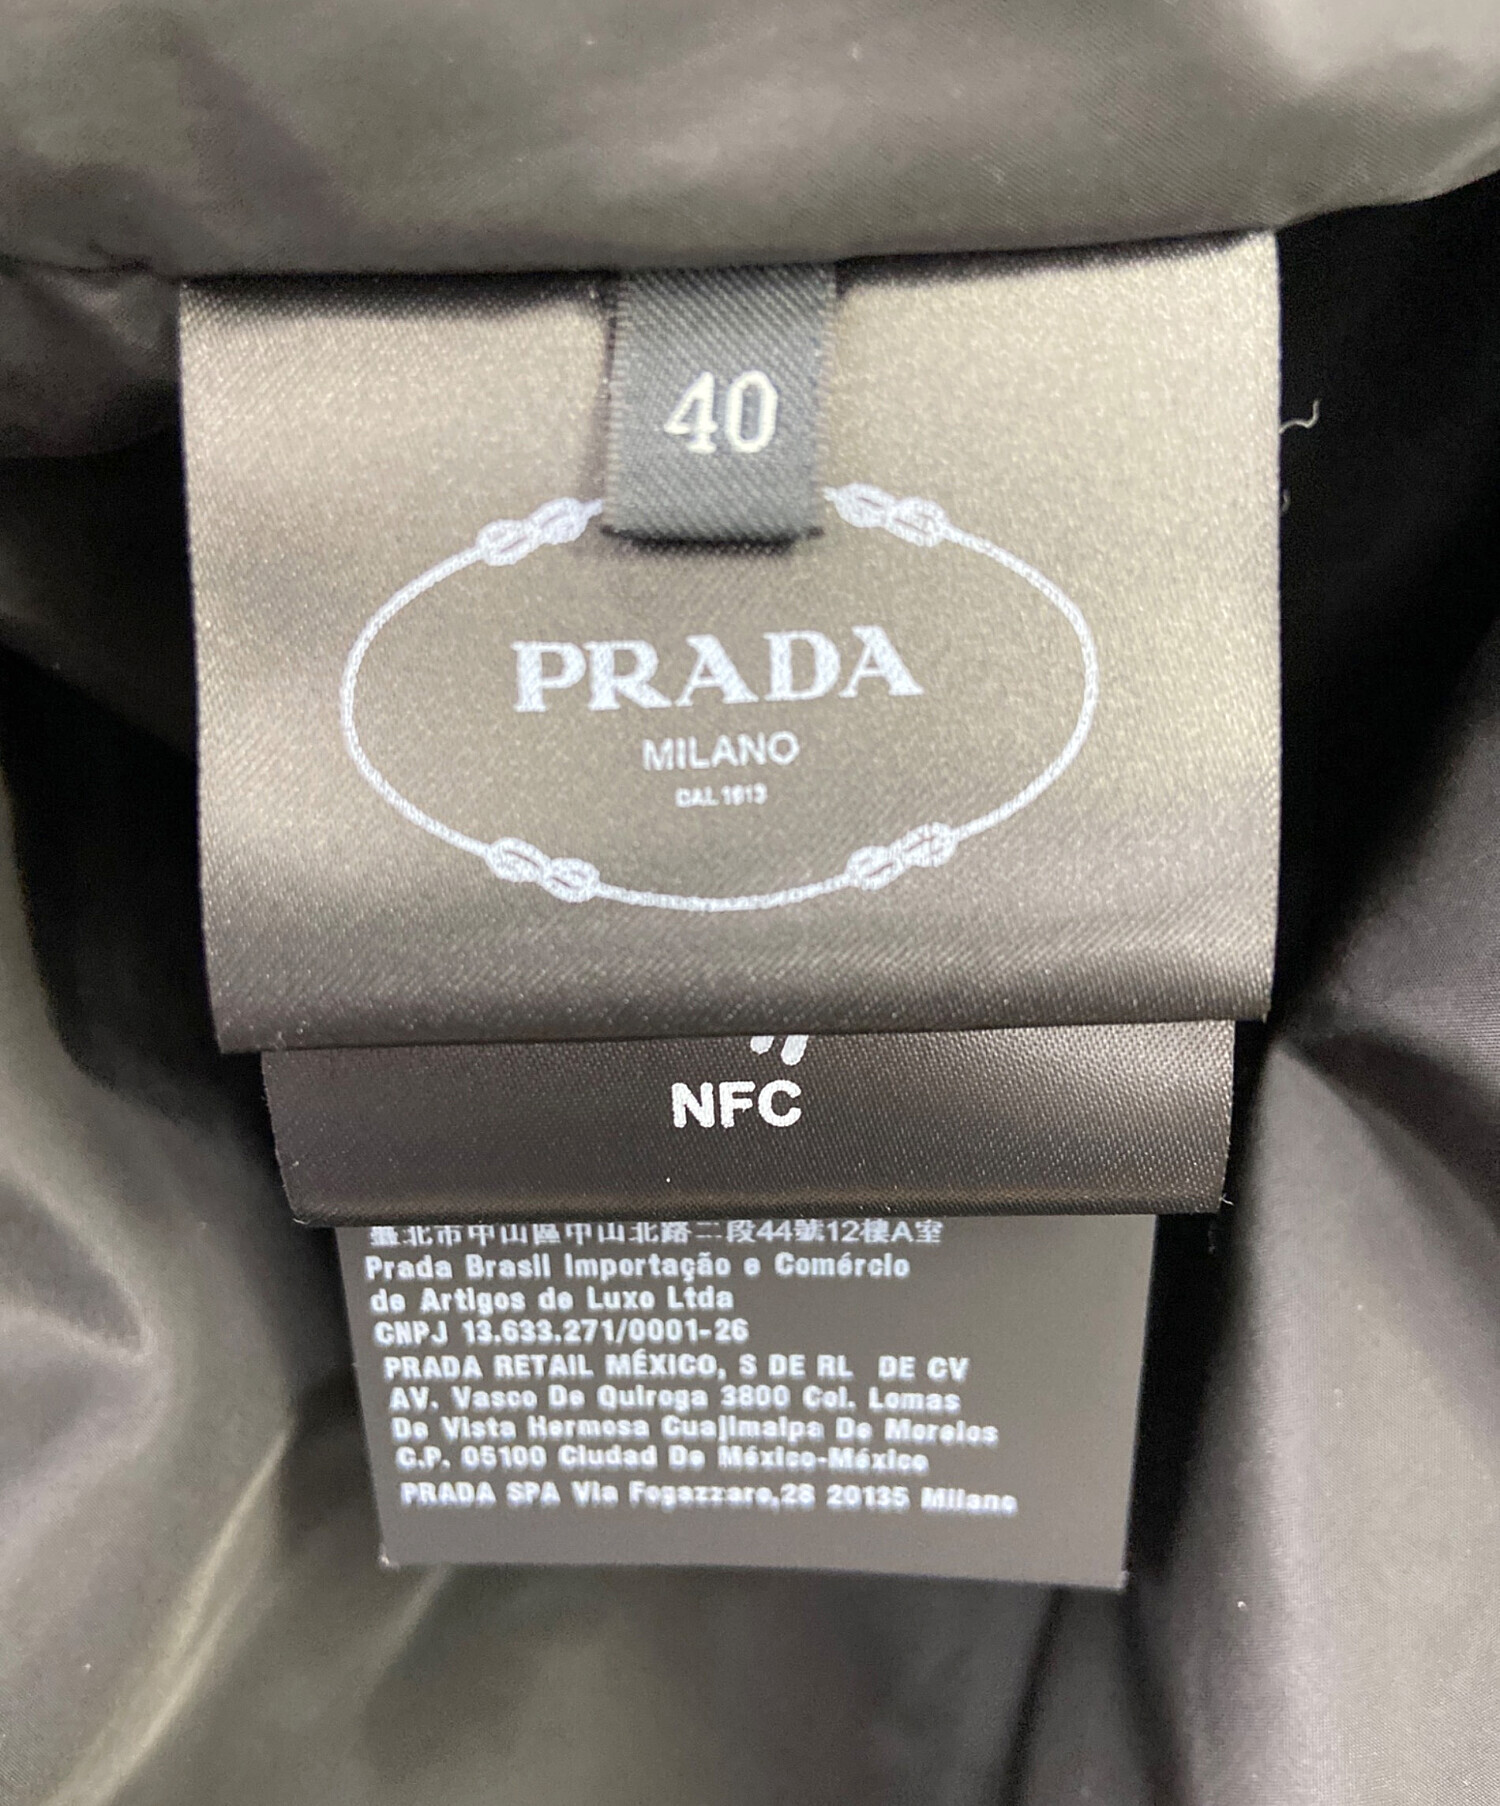 40
PRADA
MILANO
DAL 1913
NFC
臺北市中山區中山北路二段44號12樓A室
Prada Brasil Importação e Comércio
de Artigos de Luxo Ltda
CNPJ 13.633.271/0001-26
PRADA RETAIL MÉXICO, S DE RL DE CV
AV. Vasco De Quiroga 3800 Col. Lomas
De Vista Hermosa Cuajimalpa De Morelos
C.P. 05100 Ciudad De México-México
PRADA SPA Via Fogazzaro,28 20135 Milano